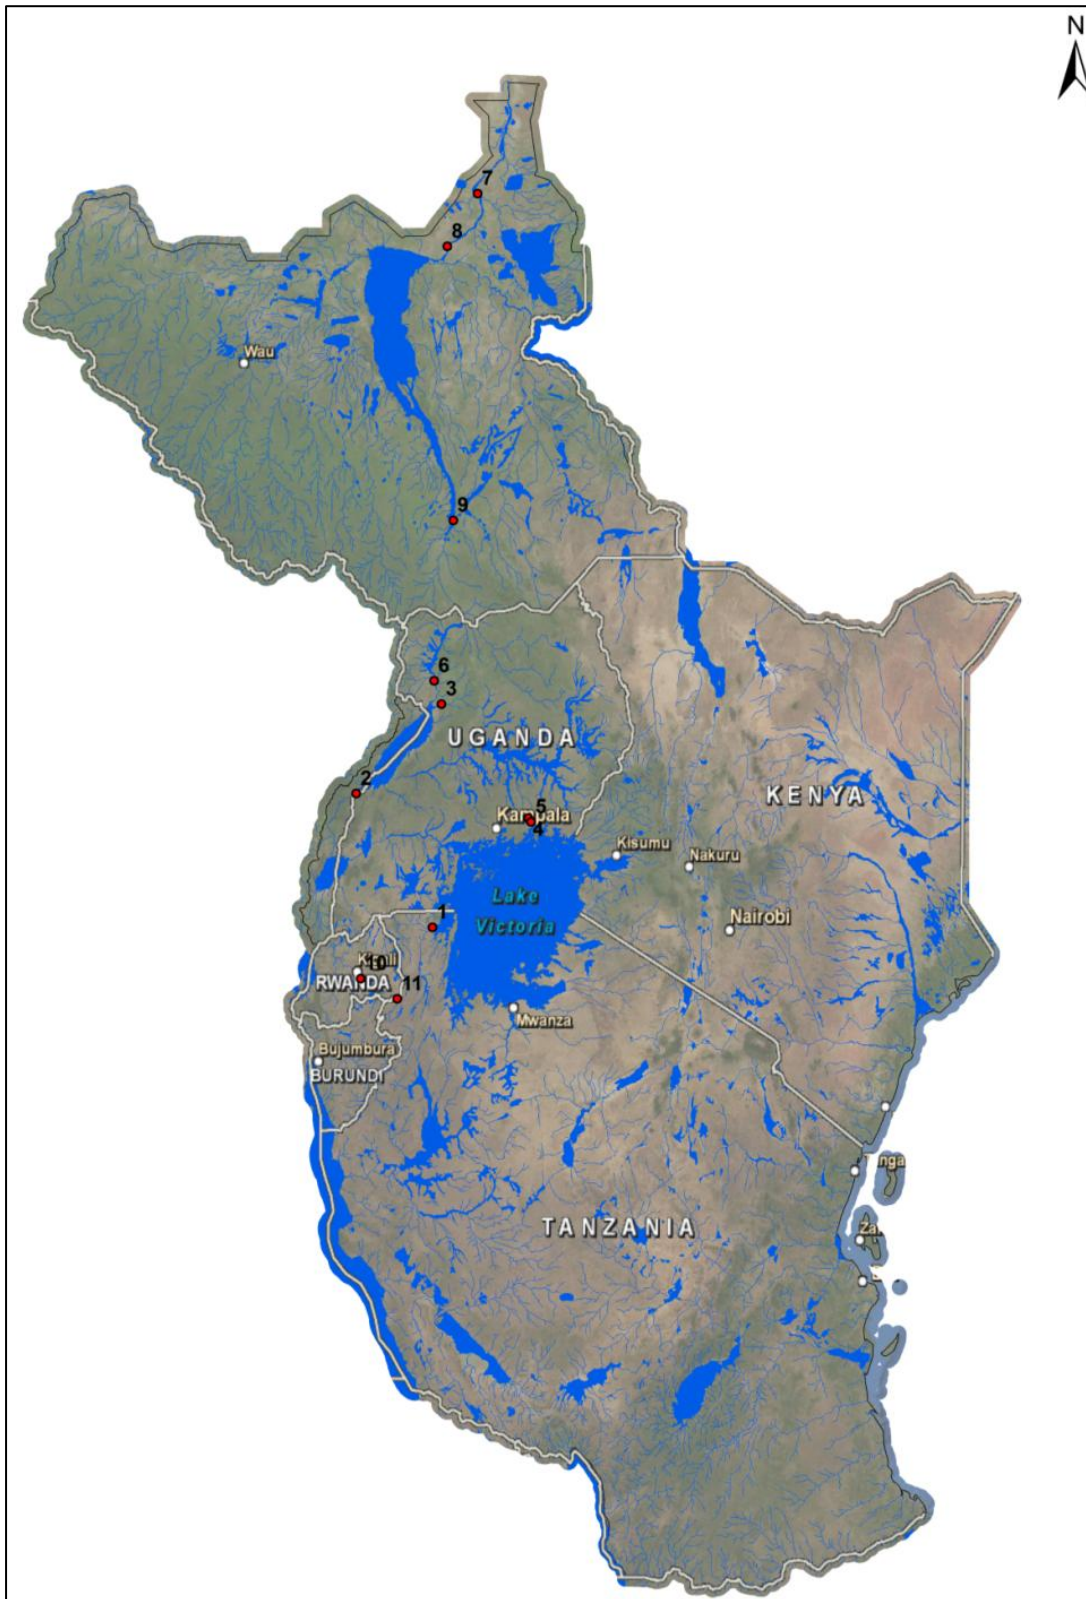 N
7
8
Wau
9
6
3
UGANDA
2
KENYA
5
Kampala
4
Kisumu
Nakuru
Lake
Victoria
Nairobi
1
10
RWANDA
11
Mwanza
Bujumbura
BURUNDI
TANZANIA